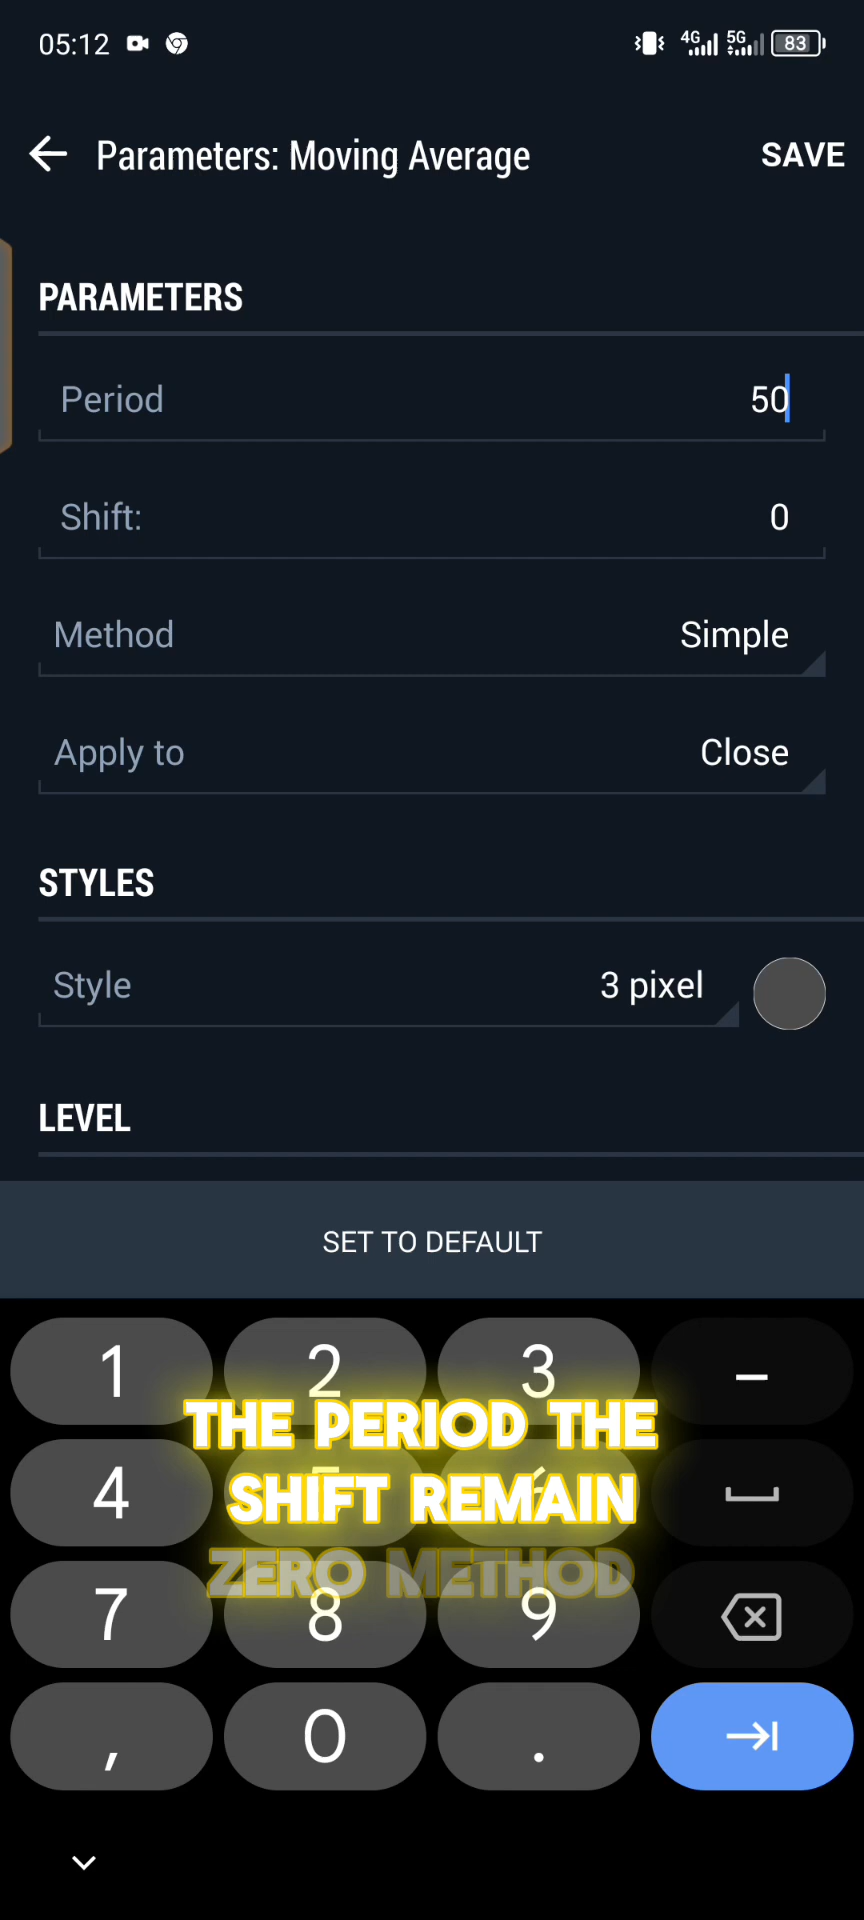 05:12
4G 5G 83
Parameters: Moving Average SAVE
PARAMETERS
Period 50
Shift: 0
Method Simple
Apply to Close
STYLES
Style 3 pixel
LEVEL
SET TO DEFAULT
1 2 3 –
THE PERIOD THE
4
SHIFT REMAIN
ZERO METHOD
7 8 9
, 0 .